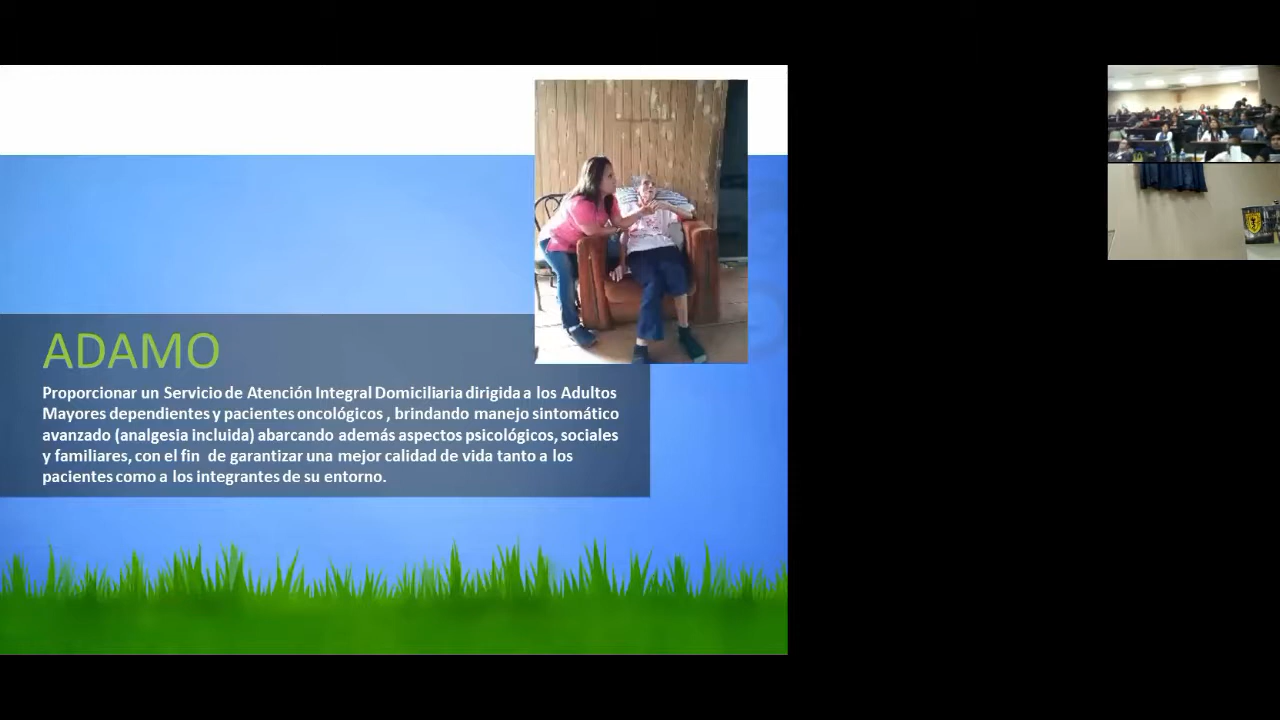 ADAMO
Proporcionar un Servicio de Atención Integral Domiciliaria dirigida a los Adultos
Mayores dependientes y pacientes oncológicos , brindando manejo sintomático
avanzado (analgesia incluida) abarcando además aspectos psicológicos, sociales
y familiares, con el fin de garantizar una mejor calidad de vida tanto a los
pacientes como a los integrantes de su entorno.